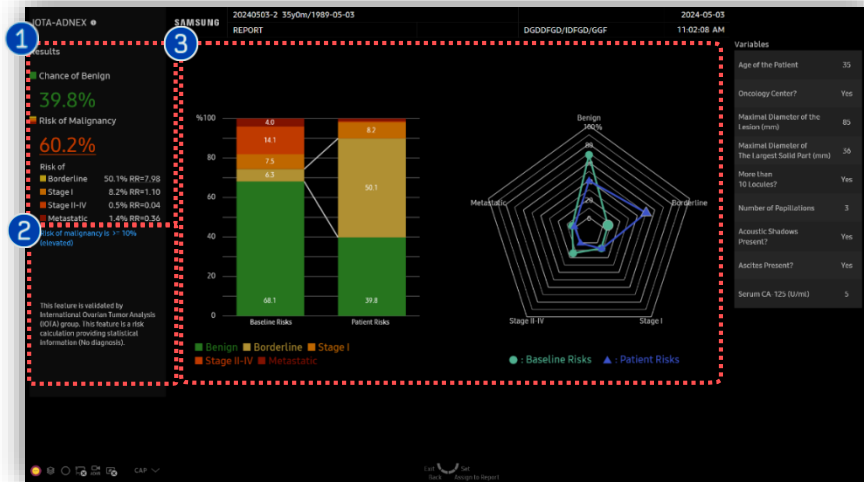 1
IOTA-ADNEX
SAMSUNG
20240503-2 35y0m/1989-05-03
2024-05-03
REPORT
DGDDFGD/IDFGD/GGF
11:02:08 AM
Results
Chance of Benign
39.8%
Risk of Malignancy
60.2%
Risk of
Borderline 50.1% RR=7.98
Stage I 8.2% RR=1.10
Stage II-IV 0.5% RR=0.04
Metastatic 1.4% RR=0.36
2
Risk of malignancy is >= 10%
(elevated)
This feature is validated by
International Ovarian Tumor Analysis
(IOTA) group. This feature is a risk
calculation providing statistical
information (No diagnosis).
3
%100
80
60
40
20
0
4.0
14.1
7.5
6.3
68.1
8.2
50.1
39.8
Baseline Risks
Patient Risks
Benign Borderline Stage I
Stage II-IV Metastatic
Benign
100%
80
20
0
Metastatic
Borderline
Stage II-IV
Stage I
: Baseline Risks : Patient Risks
Variables
Age of the Patient 35
Oncology Center? Yes
Maximal Diameter of the
Lesion (mm) 85
Maximal Diameter of
The Largest Solid Part (mm) 36
More than
10 Locules? Yes
Number of Papillations 3
Acoustic Shadows
Present? Yes
Ascites Present? Yes
Serum CA 125 (U/ml) 5
CAP
Exit Set
Back Assign to Report